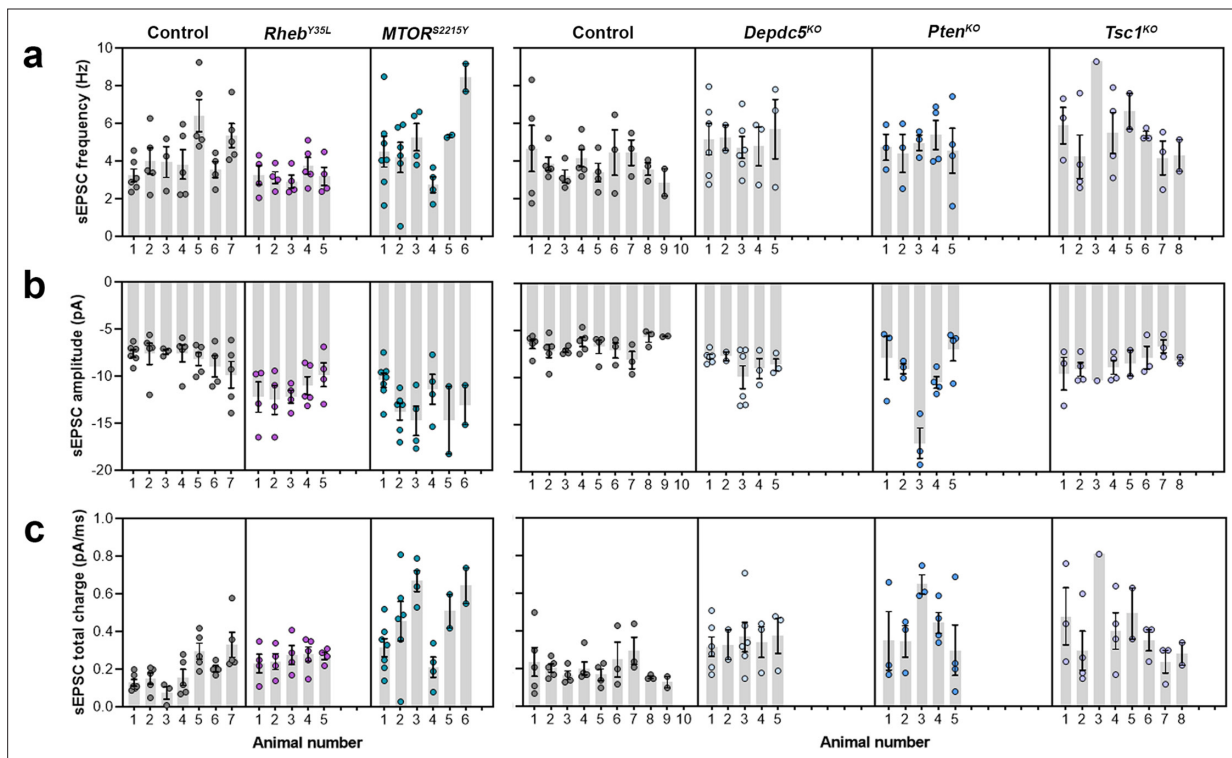 Control Rheb^Y35L MTOR^S2215Y Control Depdc5^KO Pten^KO Tsc1^KO
a
sEPSC frequency (Hz)
10
8
6
4
2
0
1 2 3 4 5 6 7 1 2 3 4 5 1 2 3 4 5 6 1 2 3 4 5 6 7 8 9 10 1 2 3 4 5 1 2 3 4 5 1 2 3 4 5 6 7 8
b
sEPSC amplitude (pA)
0
-5
-10
-15
-20
1 2 3 4 5 6 7 1 2 3 4 5 1 2 3 4 5 6 1 2 3 4 5 6 7 8 9 10 1 2 3 4 5 1 2 3 4 5 1 2 3 4 5 6 7 8
c
sEPSC total charge (pA/ms)
1.0
0.8
0.6
0.4
0.2
0.0
1 2 3 4 5 6 7 1 2 3 4 5 1 2 3 4 5 6 1 2 3 4 5 6 7 8 9 10 1 2 3 4 5 1 2 3 4 5 1 2 3 4 5 6 7 8
Animal number Animal number